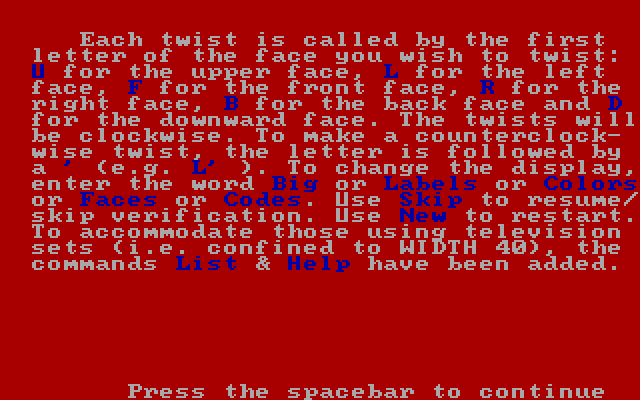 Each twist is called by the first
letter of the face you wish to twist:
U for the upper face, L for the left
face, F for the front face, R for the
right face, B for the back face and D
for the downward face. The twists will
be clockwise. To make a counterclock-
wise twist, the letter is followed by
a ' (e.g. L' ). To change the display,
enter the word Big or Labels or Colors
or Faces or Codes. Use Skip to resume/
skip verification. Use New to restart.
To accommodate those using television
sets (i.e. confined to WIDTH 40), the
commands List & Help have been added.
Press the spacebar to continue